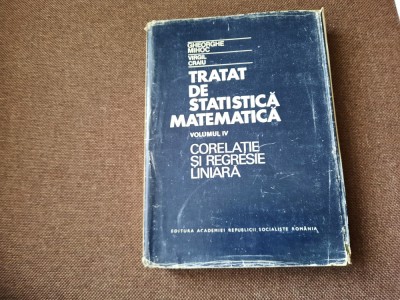 GHEORGHE
MIHOC
VIRGIL
CRAIU
TRATAT
DE
STATISTICĂ
MATEMATICĂ
VOLUMUL IV
CORELAȚIE
ȘI REGRESIE
LINIARĂ
EDITURA ACADEMIEI REPUBLICII SOCIALISTE ROMÂNIA